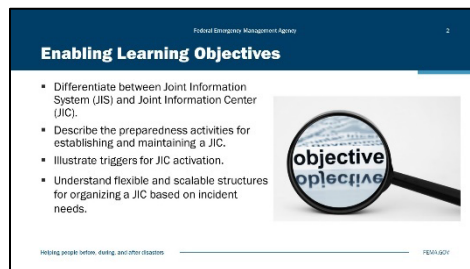 Federal Emergency Management Agency
2
Enabling Learning Objectives
▪ Differentiate between Joint Information
System (JIS) and Joint Information Center
(JIC).
▪ Describe the preparedness activities for
establishing and maintaining a JIC.
▪ Illustrate triggers for JIC activation.
▪ Understand flexible and scalable structures
for organizing a JIC based on incident
needs.
objective
objective
Helping people before, during, and after disasters
FEMA.GOV